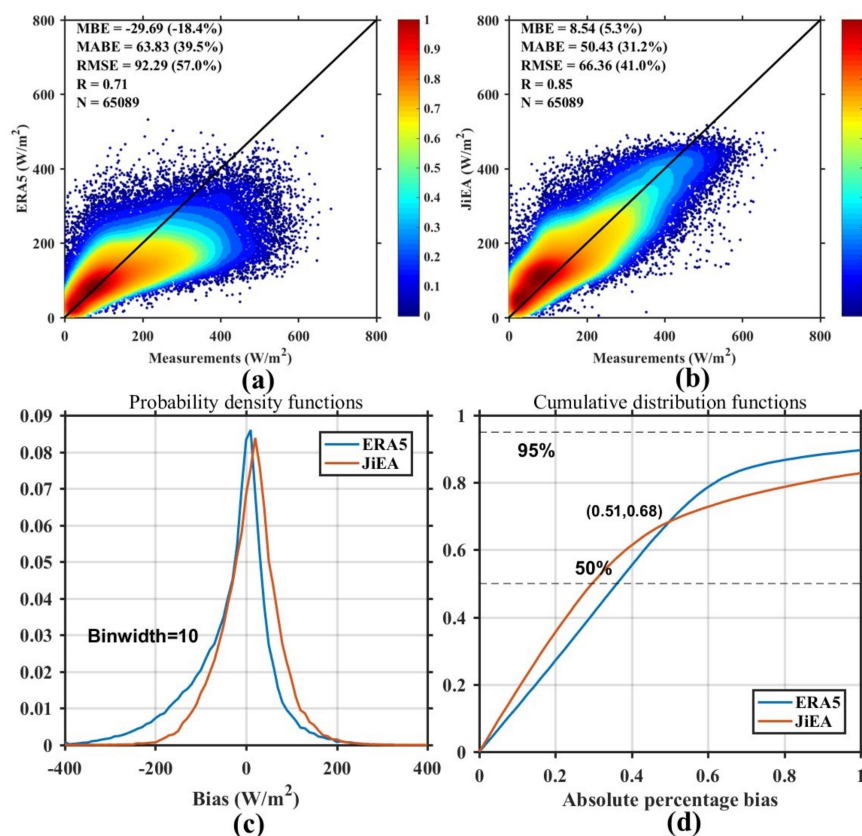 MBE = -29.69 (-18.4%)
MABE = 63.83 (39.5%)
RMSE = 92.29 (57.0%)
R = 0.71
N = 65089
ERA5 (W/m²)
800
600
400
200
0
0 200 400 600 800
Measurements (W/m²)
1
0.9
0.8
0.7
0.6
0.5
0.4
0.3
0.2
0.1
0
(a)
MBE = 8.54 (5.3%)
MABE = 50.43 (31.2%)
RMSE = 66.36 (41.0%)
R = 0.85
N = 65089
JiEA (W/m²)
800
600
400
200
0
0 200 400 600 800
Measurements (W/m²)
(b)
Probability density functions
0.09
0.08
0.07
0.06
0.05
0.04
0.03
0.02
0.01
0
ERA5
JiEA
Binwidth=10
-400 -200 0 200 400
Bias (W/m²)
(c)
Cumulative distribution functions
1
0.8
0.6
0.4
0.2
0
95%
(0.51,0.68)
50%
ERA5
JiEA
0 0.2 0.4 0.6 0.8 1
Absolute percentage bias
(d)